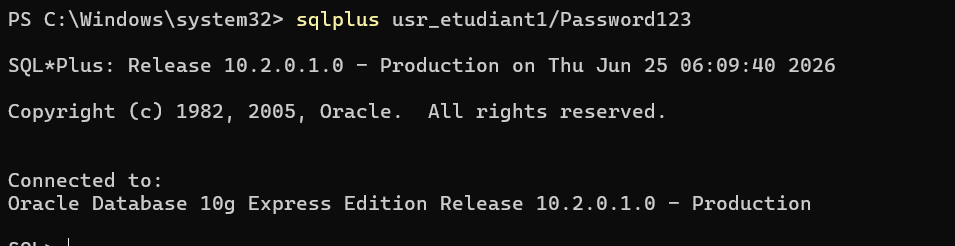 PS C:\Windows\system32> sqlplus usr_etudiant1/Password123
SQL*Plus: Release 10.2.0.1.0 - Production on Thu Jun 25 06:09:40 2026
Copyright (c) 1982, 2005, Oracle.  All rights reserved.
Connected to:
Oracle Database 10g Express Edition Release 10.2.0.1.0 - Production
SQL>